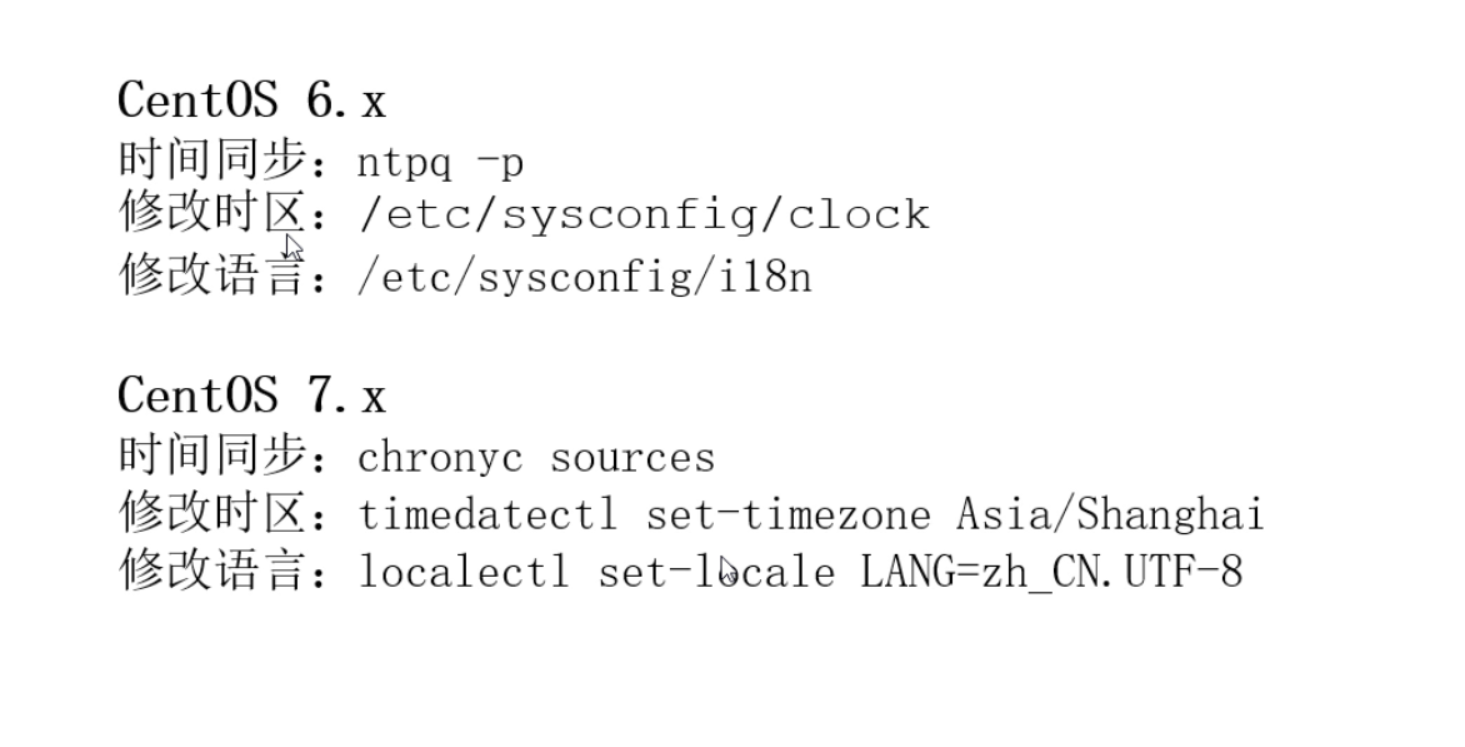 CentOS 6.x
时间同步：ntpq -p
修改时区：/etc/sysconfig/clock
修改语言：/etc/sysconfig/i18n
CentOS 7.x
时间同步：chronyc sources
修改时区：timedatectl set-timezone Asia/Shanghai
修改语言：localectl set-locale LANG=zh_CN.UTF-8